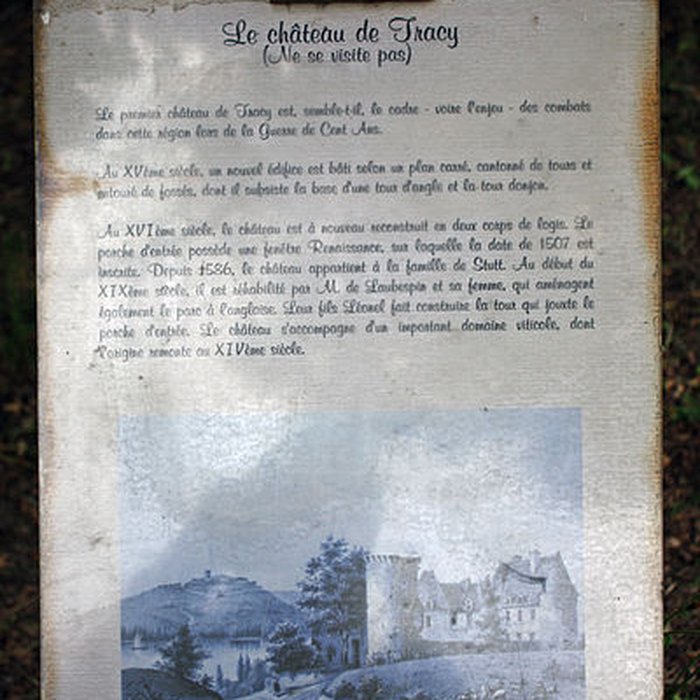 Le château de Tracy
(Ne se visite pas)
Le premier château de Tracy est, semble-t-il, le cadre - voire l'enjeu - des combats
dans cette région lors de la Guerre de Cent Ans.
Au XVème siècle, un nouvel édifice est bâti selon un plan carré, cantonné de tours et
entouré de fossés, dont il subsiste la base d'une tour d'angle et la tour donjon.
Au XVIème siècle, le château est à nouveau reconstruit en deux corps de logis. Le
porche d'entrée possède une fenêtre Renaissance, sur laquelle la date de 1507 est
inscrite. Depuis 1586, le château appartient à la famille de Stutt. Au début du
XIXème siècle, il est réhabilité par M. de Laubespin et sa femme, qui aménagent
également le parc à l'anglaise. Leur fils Léonel fait construire la tour qui jouxte le
porche d'entrée. Le château s'accompagne d'un important domaine viticole, dont
l'origine remonte au XIVème siècle.